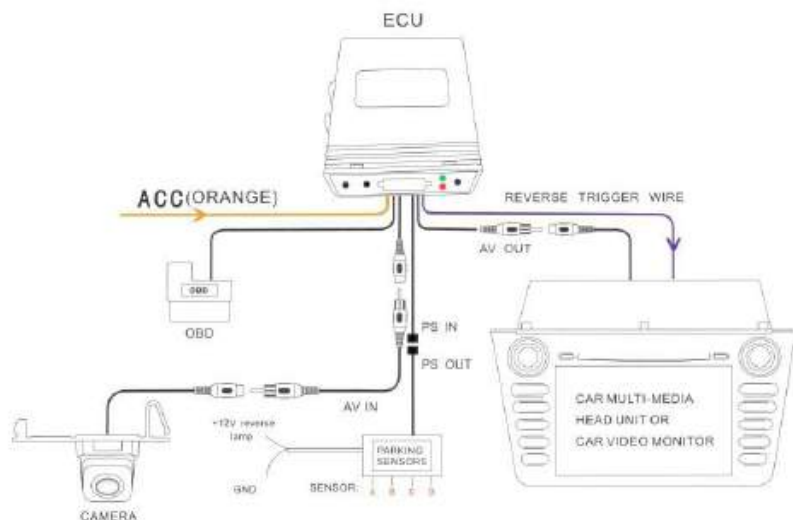 ECU
ACC(ORANGE)
REVERSE TRIGGER WIRE
AV OUT
OBD
OBD
PS IN
PS OUT
AV IN
CAR MULTI-MEDIA
HEAD UNIT OR
CAR VIDEO MONITOR
+12V reverse
lamp
PARKING
SENSORS
GND
SENSOR:
A B C D
CAMERA